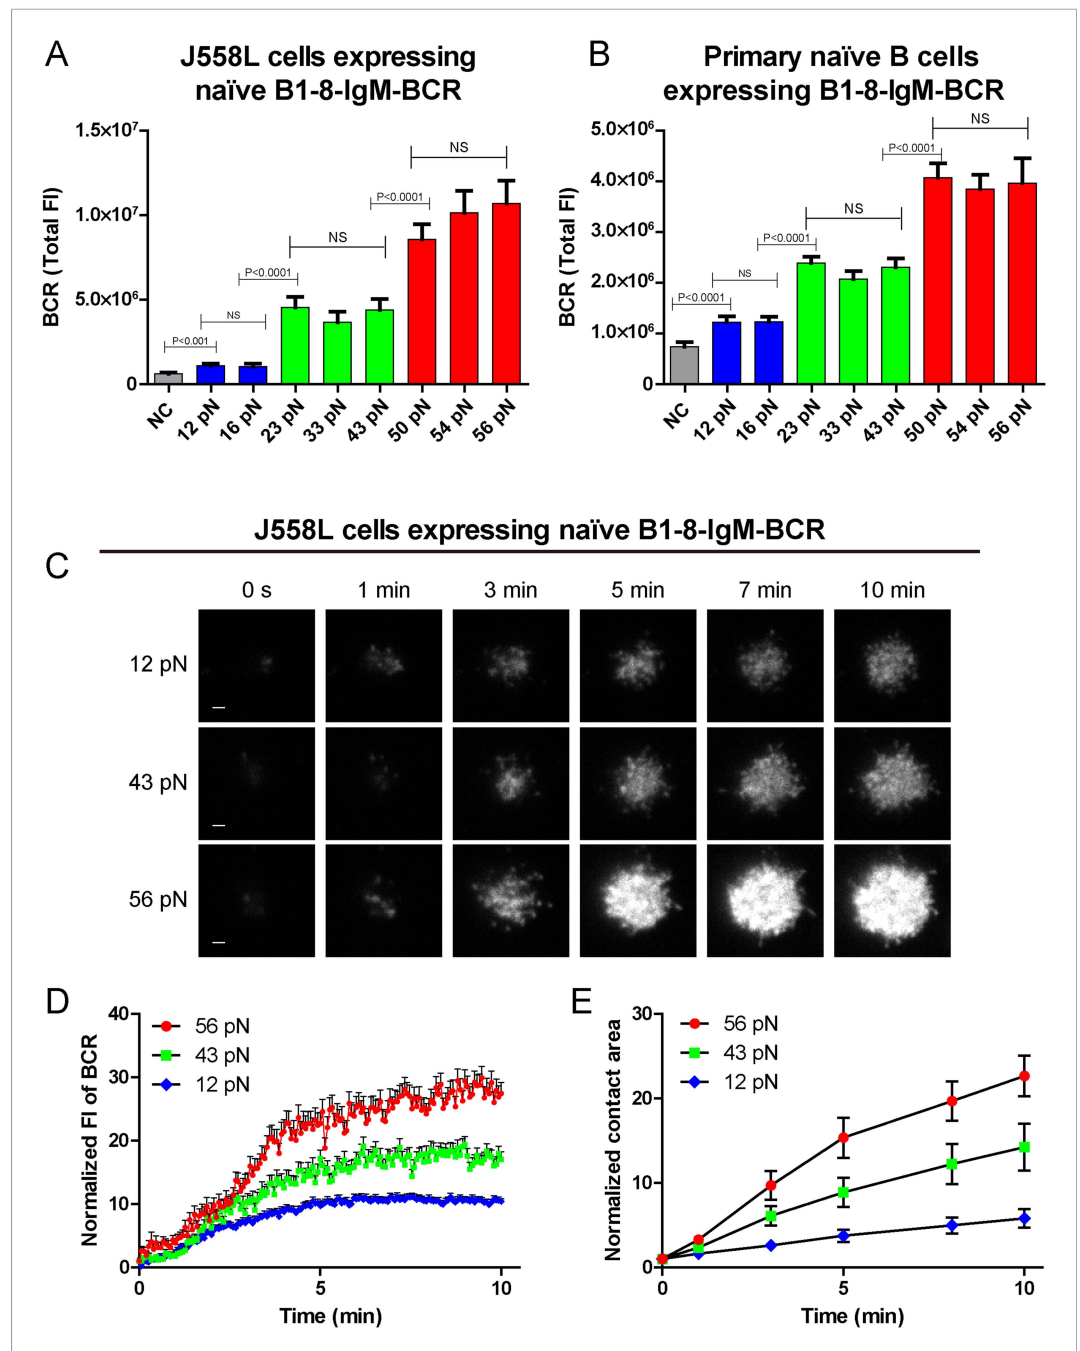 A
J558L cells expressing
naïve B1-8-IgM-BCR
BCR (Total FI)
1.5×10⁷
1.0×10⁷
5.0×10⁶
0
P<0.001
NS
P<0.0001
NS
P<0.0001
NS
NC
12 pN
16 pN
23 pN
33 pN
43 pN
50 pN
54 pN
56 pN
B
Primary naïve B cells
expressing B1-8-IgM-BCR
BCR (Total FI)
5.0×10⁶
4.0×10⁶
3.0×10⁶
2.0×10⁶
1.0×10⁶
0
P<0.0001
NS
P<0.0001
NS
P<0.0001
NS
NC
12 pN
16 pN
23 pN
33 pN
43 pN
50 pN
54 pN
56 pN
J558L cells expressing naïve B1-8-IgM-BCR
C
0 s 1 min 3 min 5 min 7 min 10 min
12 pN
43 pN
56 pN
D
Normalized FI of BCR
40
30
20
10
0
56 pN
43 pN
12 pN
0 5 10
Time (min)
E
Normalized contact area
30
20
10
0
56 pN
43 pN
12 pN
0 5 10
Time (min)